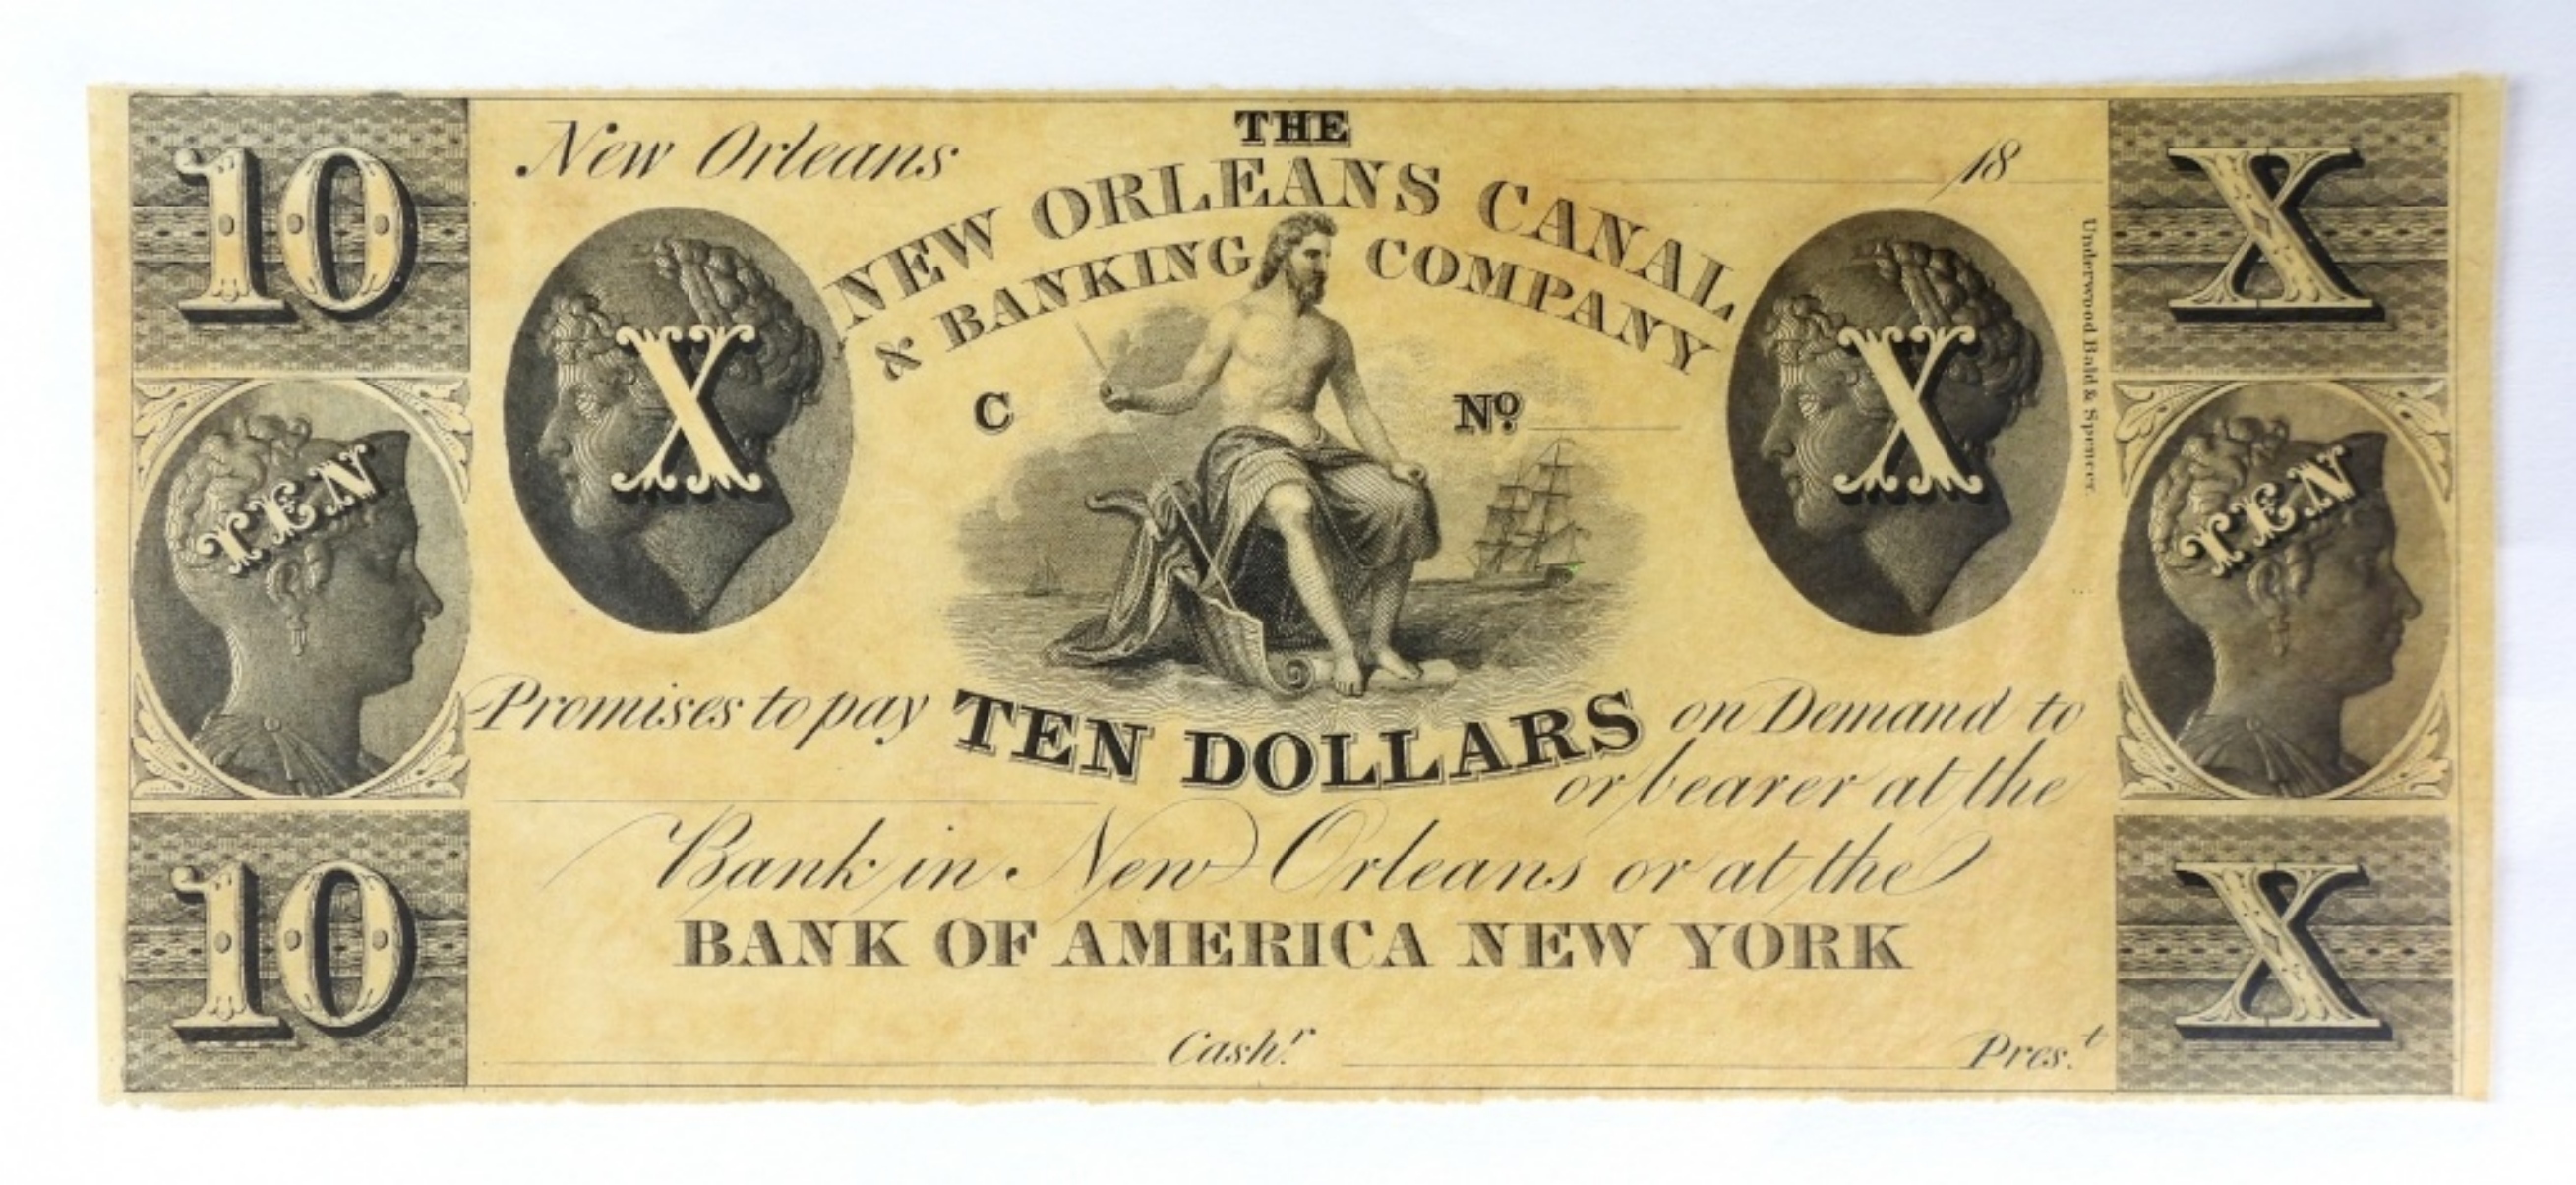 THE
10
New Orleans
18
X
NEW ORLEANS CANAL
& BANKING COMPANY
X
X
C
Nº
Underwood Bald & Spencer.
TEN
TEN
Promises to pay TEN DOLLARS on Demand to
or bearer at the
Bank in New Orleans or at the
10
BANK OF AMERICA NEW YORK
X
Cashr
Prest